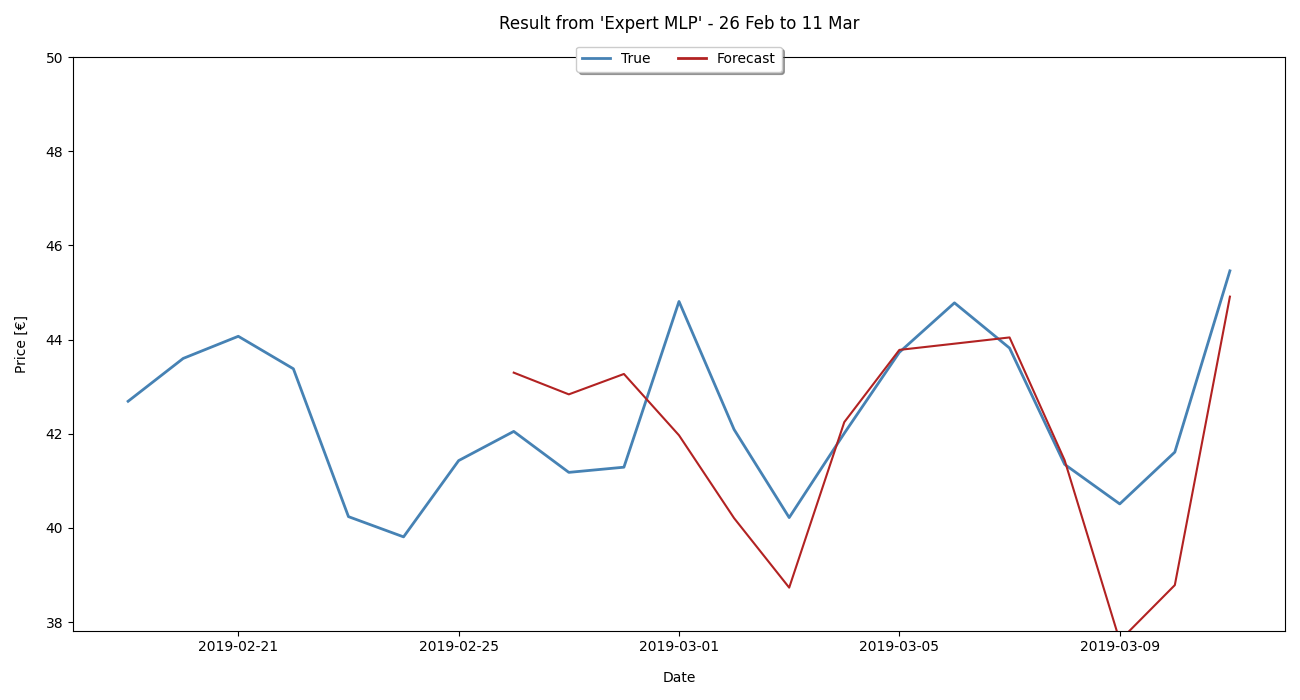 Result from 'Expert MLP' - 26 Feb to 11 Mar
True Forecast
50
48
46
44
42
40
38
Price [€]
2019-02-21 2019-02-25 2019-03-01 2019-03-05 2019-03-09
Date